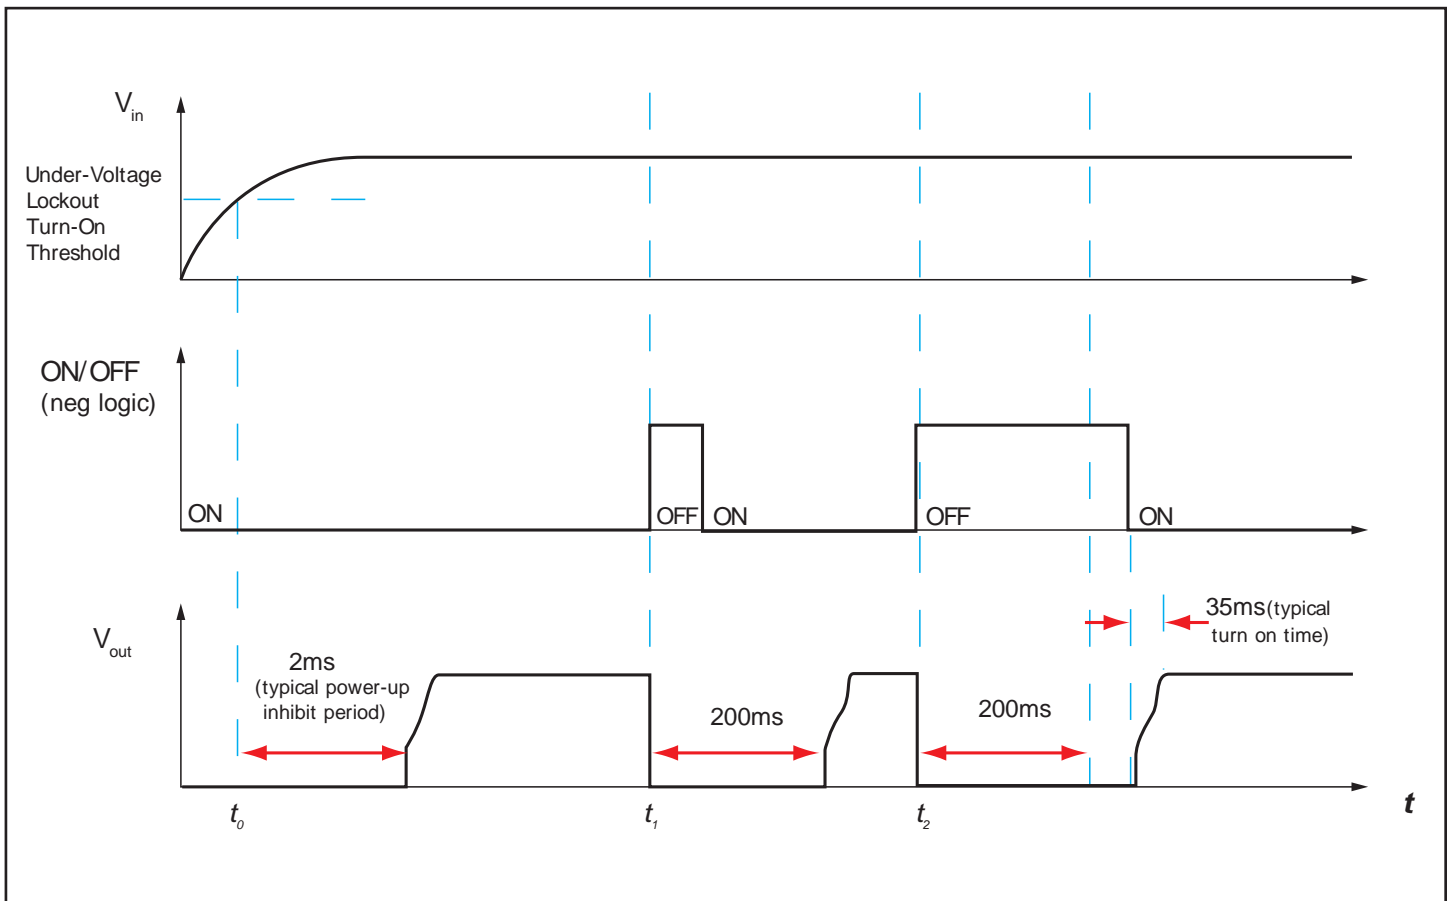 Vin
Under-Voltage
Lockout
Turn-On
Threshold
ON/OFF
(neg logic)
ON
OFF
ON
OFF
ON
Vout
2ms
(typical power-up
inhibit period)
200ms
200ms
35ms(typical
turn on time)
t0
t1
t2
t